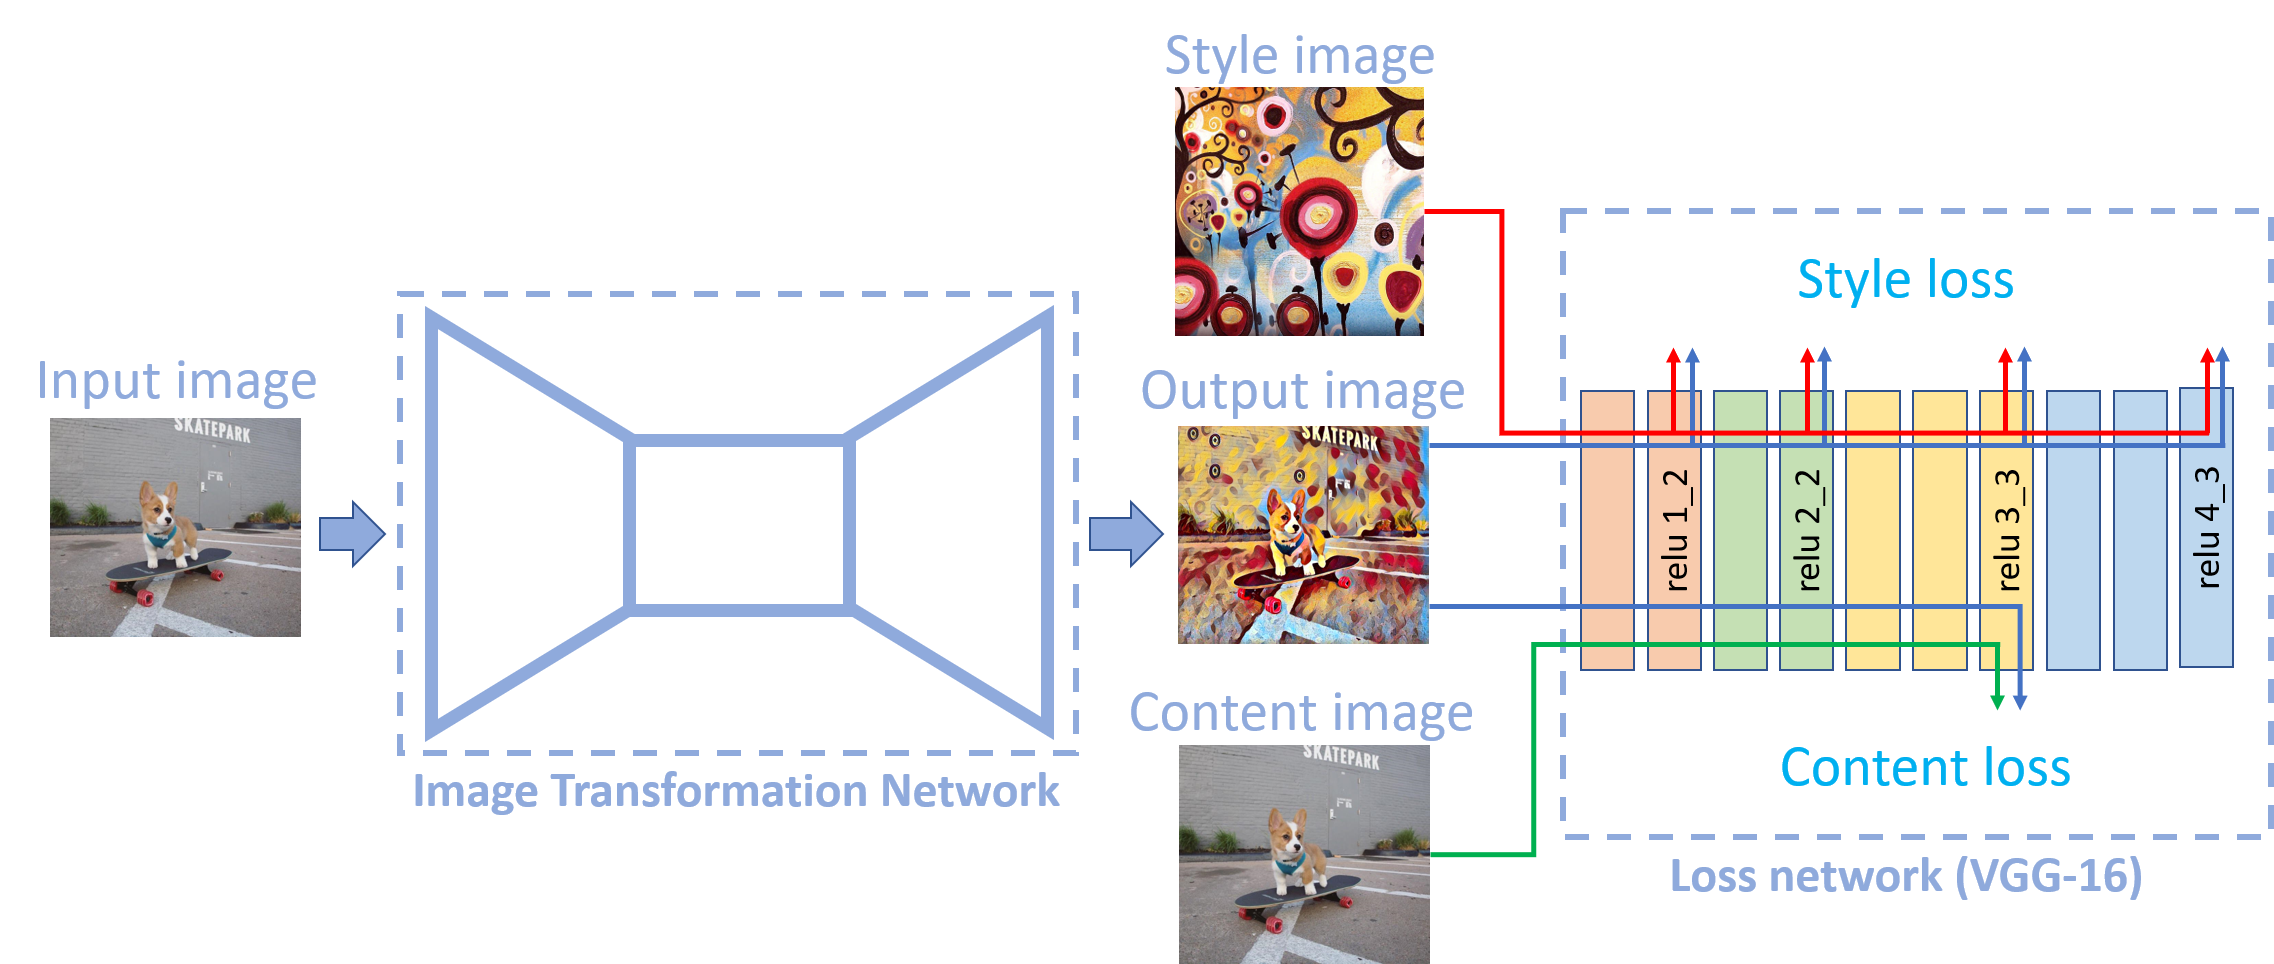 Style image
Style loss
Input image
SKATEPARK
Output image
SKATEPARK
relu 1_2
relu 2_2
relu 3_3
relu 4_3
Content image
SKATEPARK
Content loss
Image Transformation Network
Loss network (VGG-16)